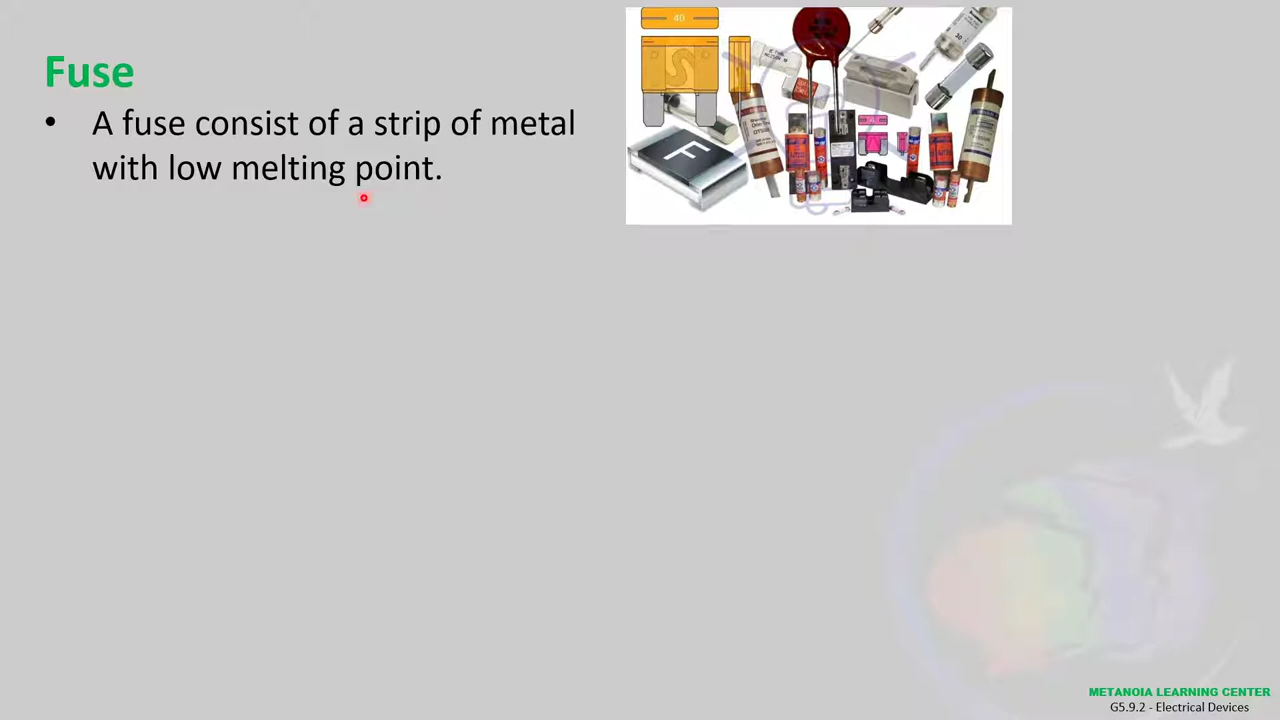 Fuse
• A fuse consist of a strip of metal
with low melting point.
40
F
METANOIA LEARNING CENTER
G5.9.2 - Electrical Devices